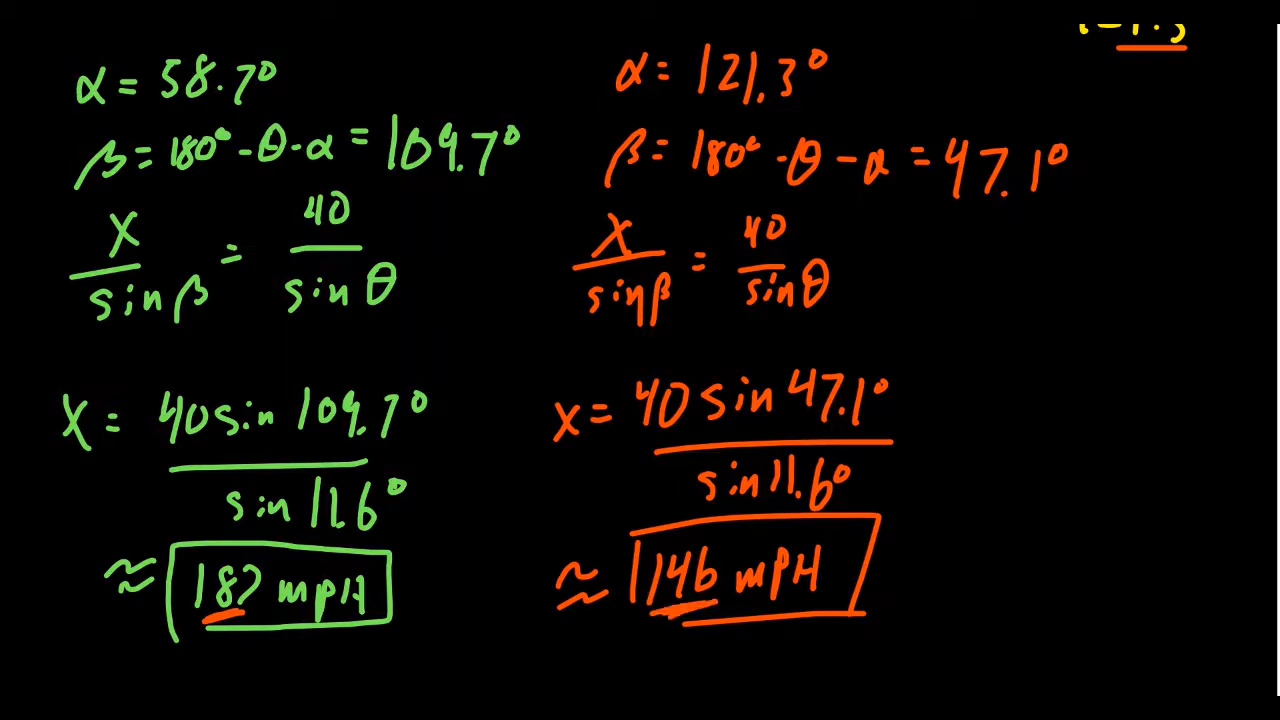 α = 58.7°
β = 180° - θ - α = 109.7°
x / sin β = 40 / sin θ
x = 40 sin 109.7° / sin 11.6°
≈ 187 mpH
α = 121.3°
β = 180° - θ - α = 47.1°
x / sin β = 40 / sin θ
x = 40 sin 47.1° / sin 11.6°
≈ 146 mpH